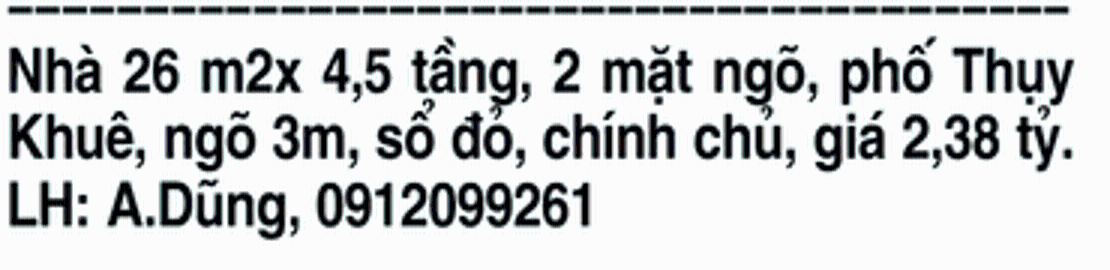 Nhà 26 m2x 4,5 tầng, 2 mặt ngõ, phố Thụy
Khuê, ngõ 3m, sổ đỏ, chính chủ, giá 2,38 tỷ.
LH: A.Dũng, 0912099261